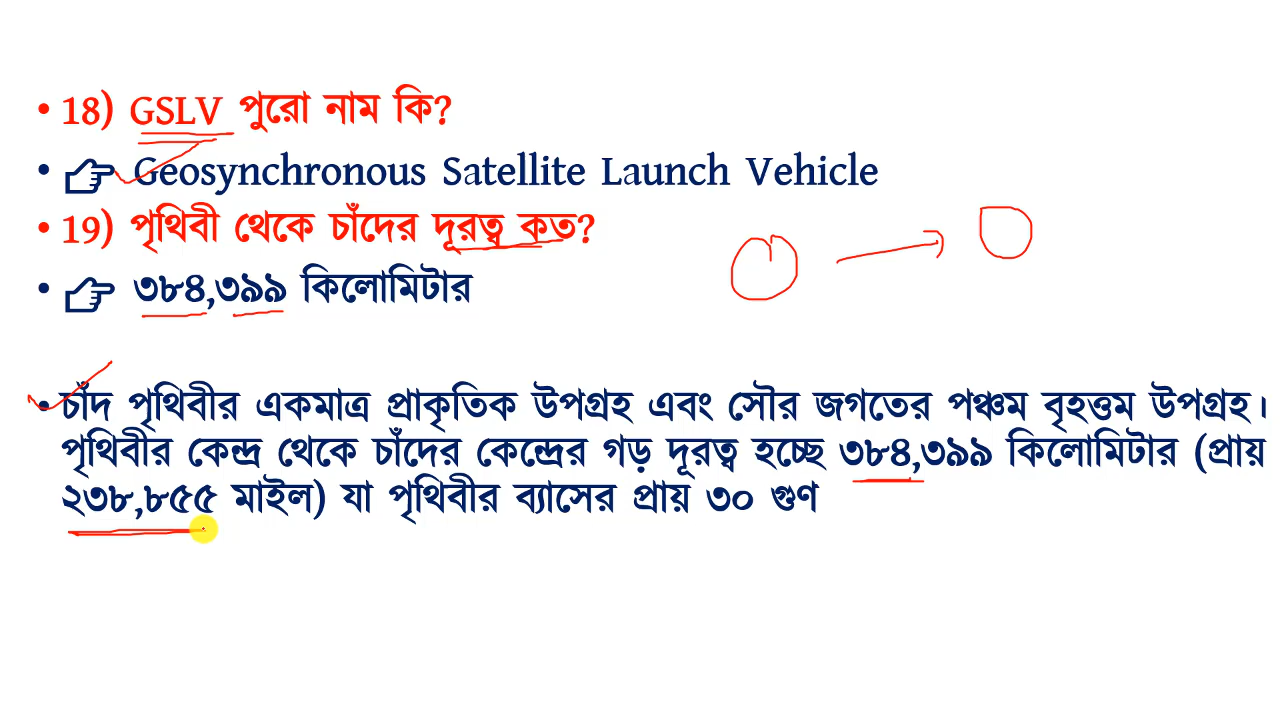 • 18) GSLV পুরো নাম কি?
• Geosynchronous Satellite Launch Vehicle
• 19) পৃথিবী থেকে চাঁদের দূরত্ব কত?
• ৩৮৪,৩৯৯ কিলোমিটার
• চাঁদ পৃথিবীর একমাত্র প্রাকৃতিক উপগ্রহ এবং সৌর জগতের পঞ্চম বৃহত্তম উপগ্রহ।
পৃথিবীর কেন্দ্র থেকে চাঁদের কেন্দ্রের গড় দূরত্ব হচ্ছে ৩৮৪,৩৯৯ কিলোমিটার (প্রায়
২৩৮,৮৫৫ মাইল) যা পৃথিবীর ব্যাসের প্রায় ৩০ গুণ